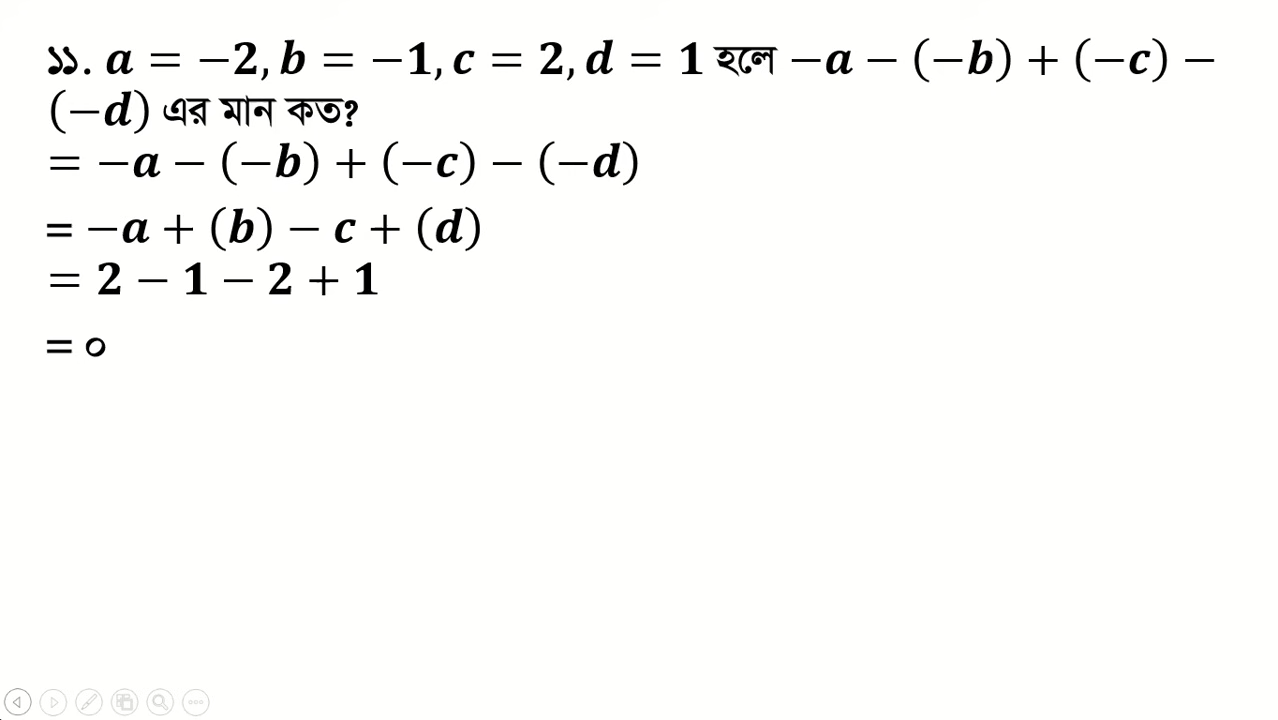 ১১. a = −2, b = −1, c = 2, d = 1 হলে −a − (−b) + (−c) −
(−d) এর মান কত?
= −a − (−b) + (−c) − (−d)
= −a + (b) − c + (d)
= 2 − 1 − 2 + 1
= ০